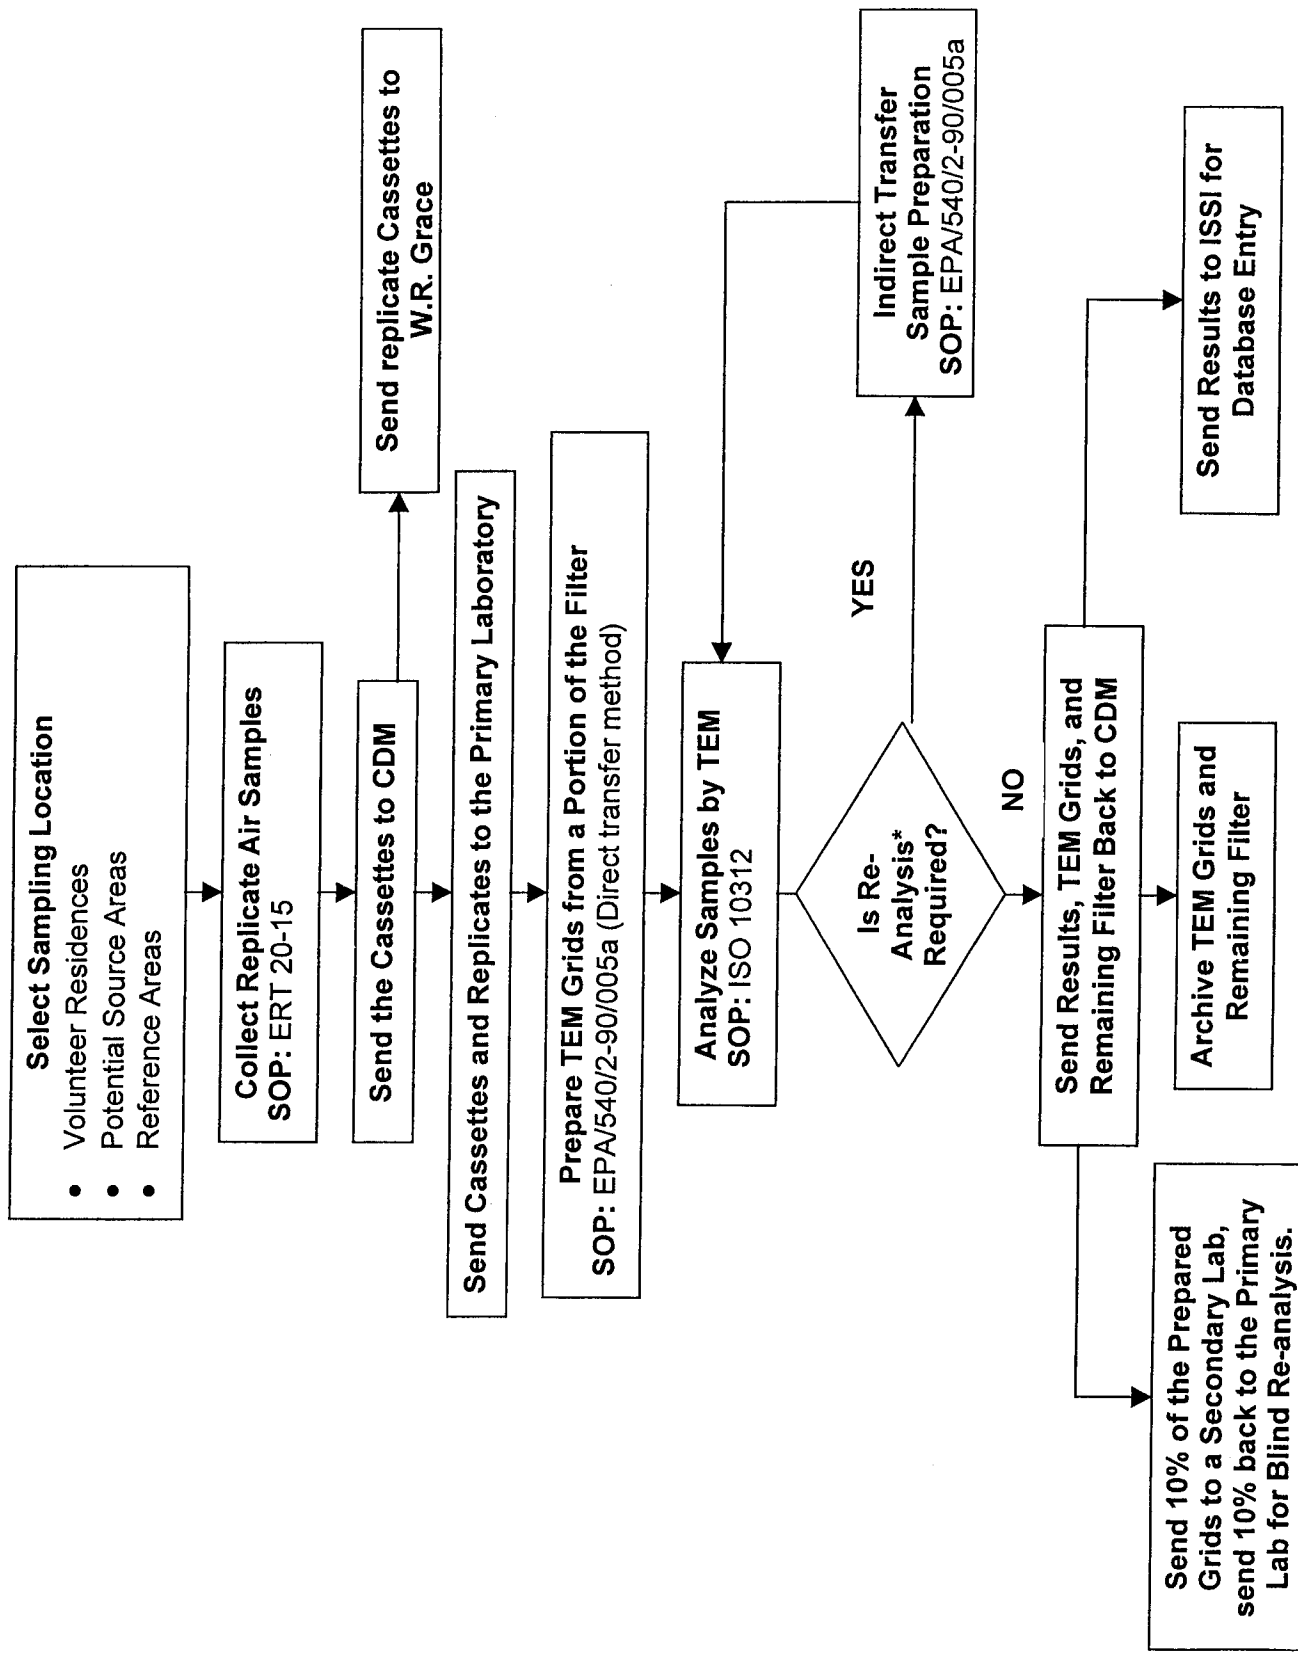 Select Sampling Location
• Volunteer Residences
• Potential Source Areas
• Reference Areas
Collect Replicate Air Samples
SOP: ERT 20-15
Send the Cassettes to CDM
Send replicate Cassettes to
W.R. Grace
Send Cassettes and Replicates to the Primary Laboratory
Prepare TEM Grids from a Portion of the Filter
SOP: EPA/540/2-90/005a (Direct transfer method)
Analyze Samples by TEM
SOP: ISO 10312
Is Re-
Analysis*
Required?
YES
Indirect Transfer
Sample Preparation
SOP: EPA/540/2-90/005a
NO
Send Results, TEM Grids, and
Remaining Filter Back to CDM
Send 10% of the Prepared
Grids to a Secondary Lab,
send 10% back to the Primary
Lab for Blind Re-analysis.
Archive TEM Grids and
Remaining Filter
Send Results to ISSI for
Database Entry